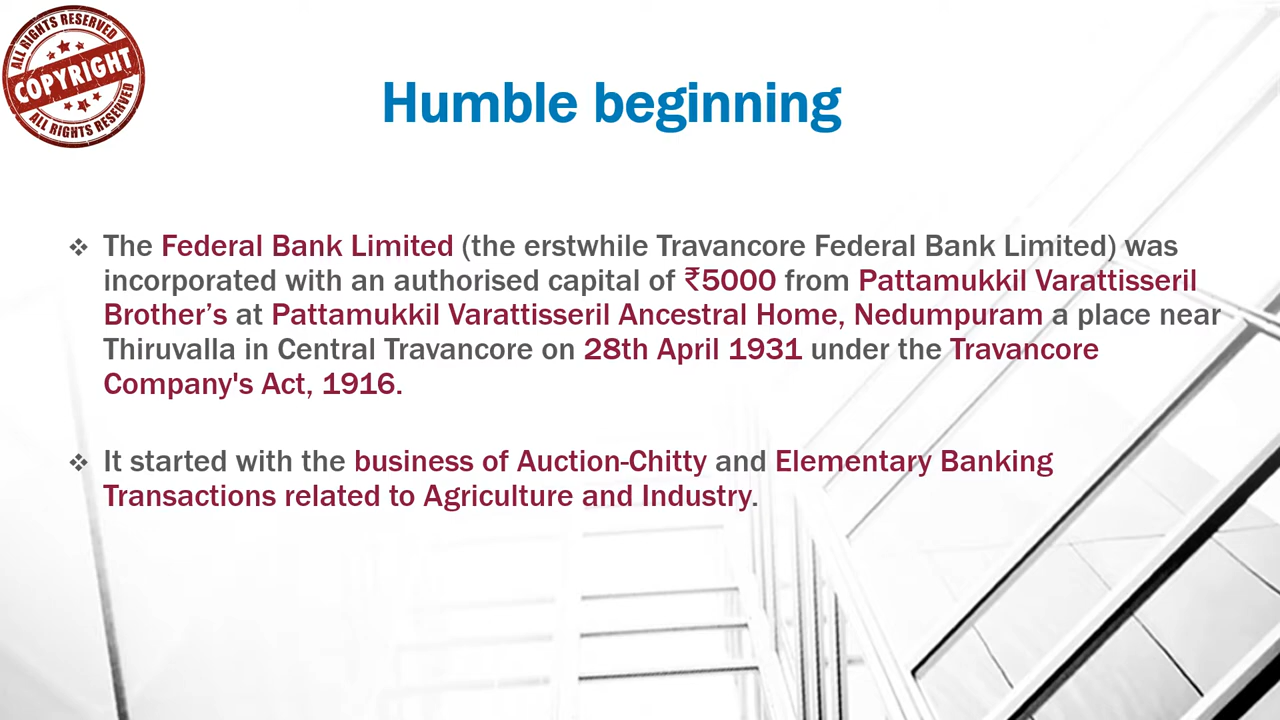 ALL RIGHTS RESERVED
COPYRIGHT
ALL RIGHTS RESERVED
Humble beginning
❖ The Federal Bank Limited (the erstwhile Travancore Federal Bank Limited) was
incorporated with an authorised capital of ₹5000 from Pattamukkil Varattisseril
Brother’s at Pattamukkil Varattisseril Ancestral Home, Nedumpuram a place near
Thiruvalla in Central Travancore on 28th April 1931 under the Travancore
Company's Act, 1916.
❖ It started with the business of Auction-Chitty and Elementary Banking
Transactions related to Agriculture and Industry.